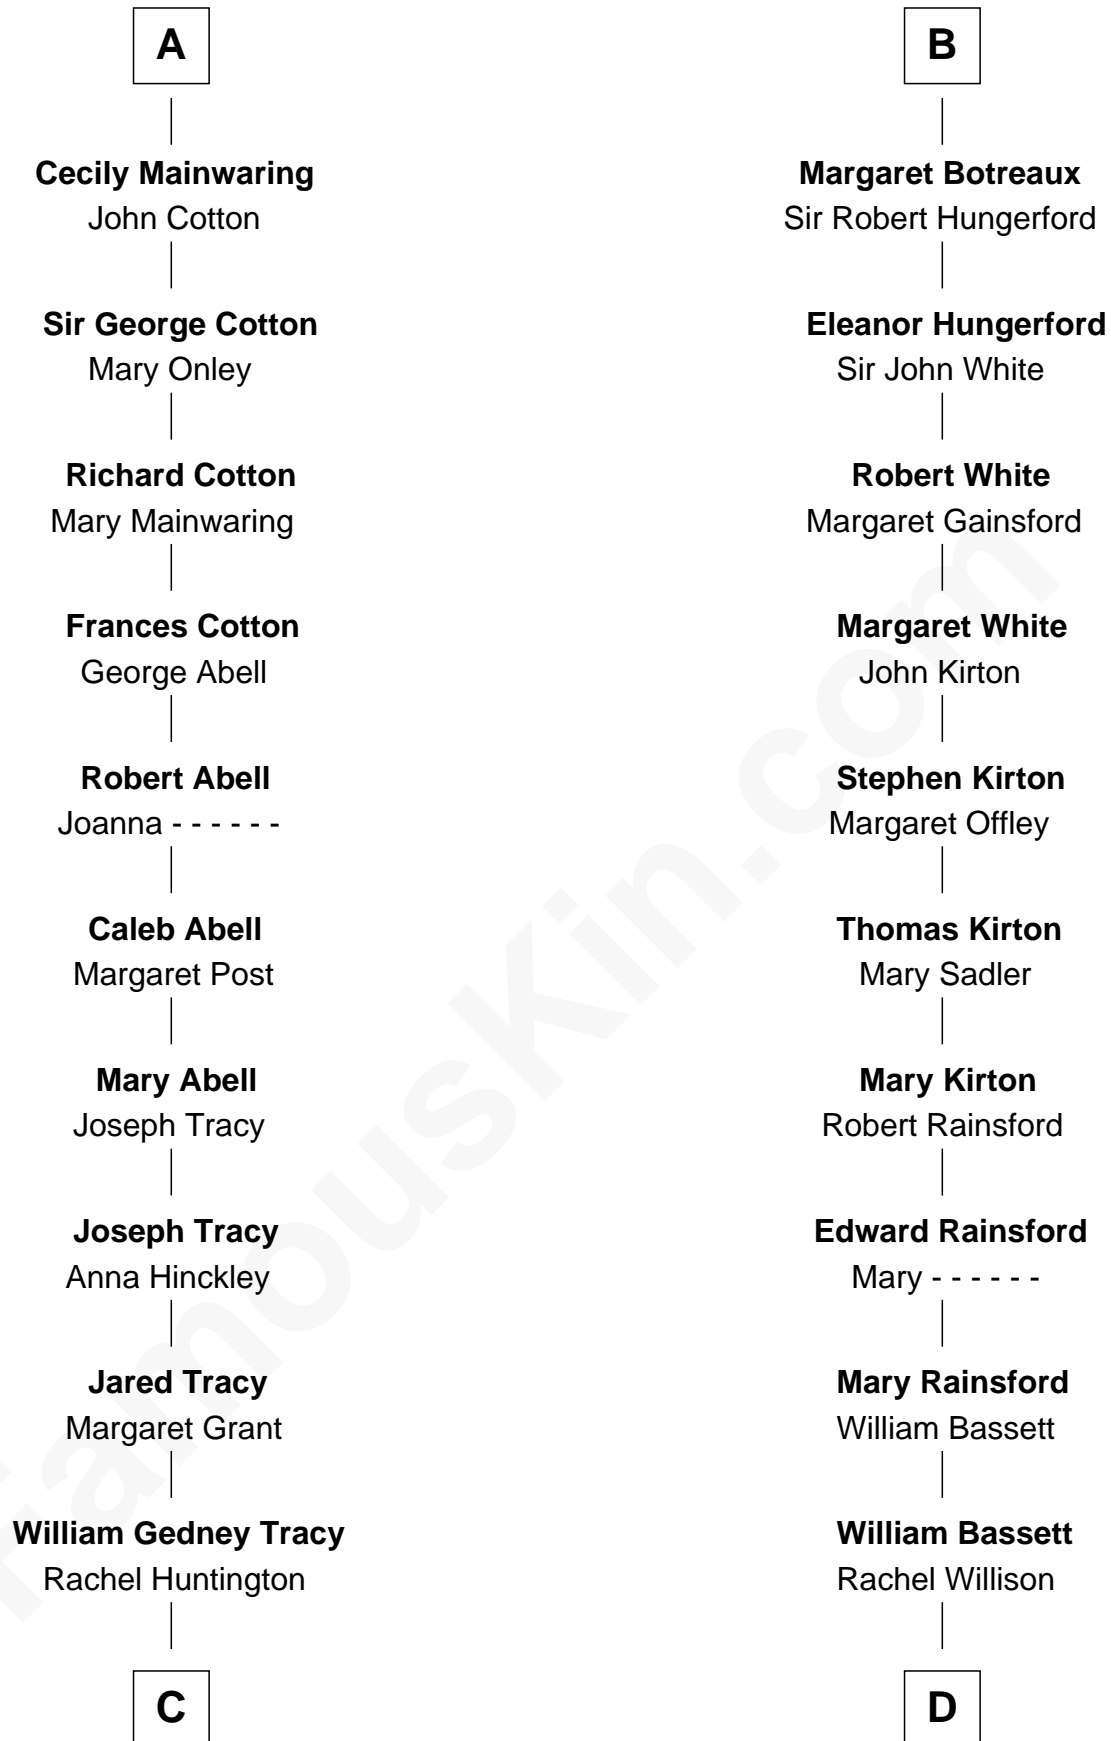 A
Cecily Mainwaring
John Cotton
Sir George Cotton
Mary Onley
Richard Cotton
Mary Mainwaring
Frances Cotton
George Abell
Robert Abell
Joanna - - - - - -
Caleb Abell
Margaret Post
Mary Abell
Joseph Tracy
Joseph Tracy
Anna Hinckley
Jared Tracy
Margaret Grant
William Gedney Tracy
Rachel Huntington
C
B
Margaret Botreaux
Sir Robert Hungerford
Eleanor Hungerford
Sir John White
Robert White
Margaret Gainsford
Margaret White
John Kirton
Stephen Kirton
Margaret Offley
Thomas Kirton
Mary Sadler
Mary Kirton
Robert Rainsford
Edward Rainsford
Mary - - - - - -
Mary Rainsford
William Bassett
William Bassett
Rachel Willison
D
FamousKin.com